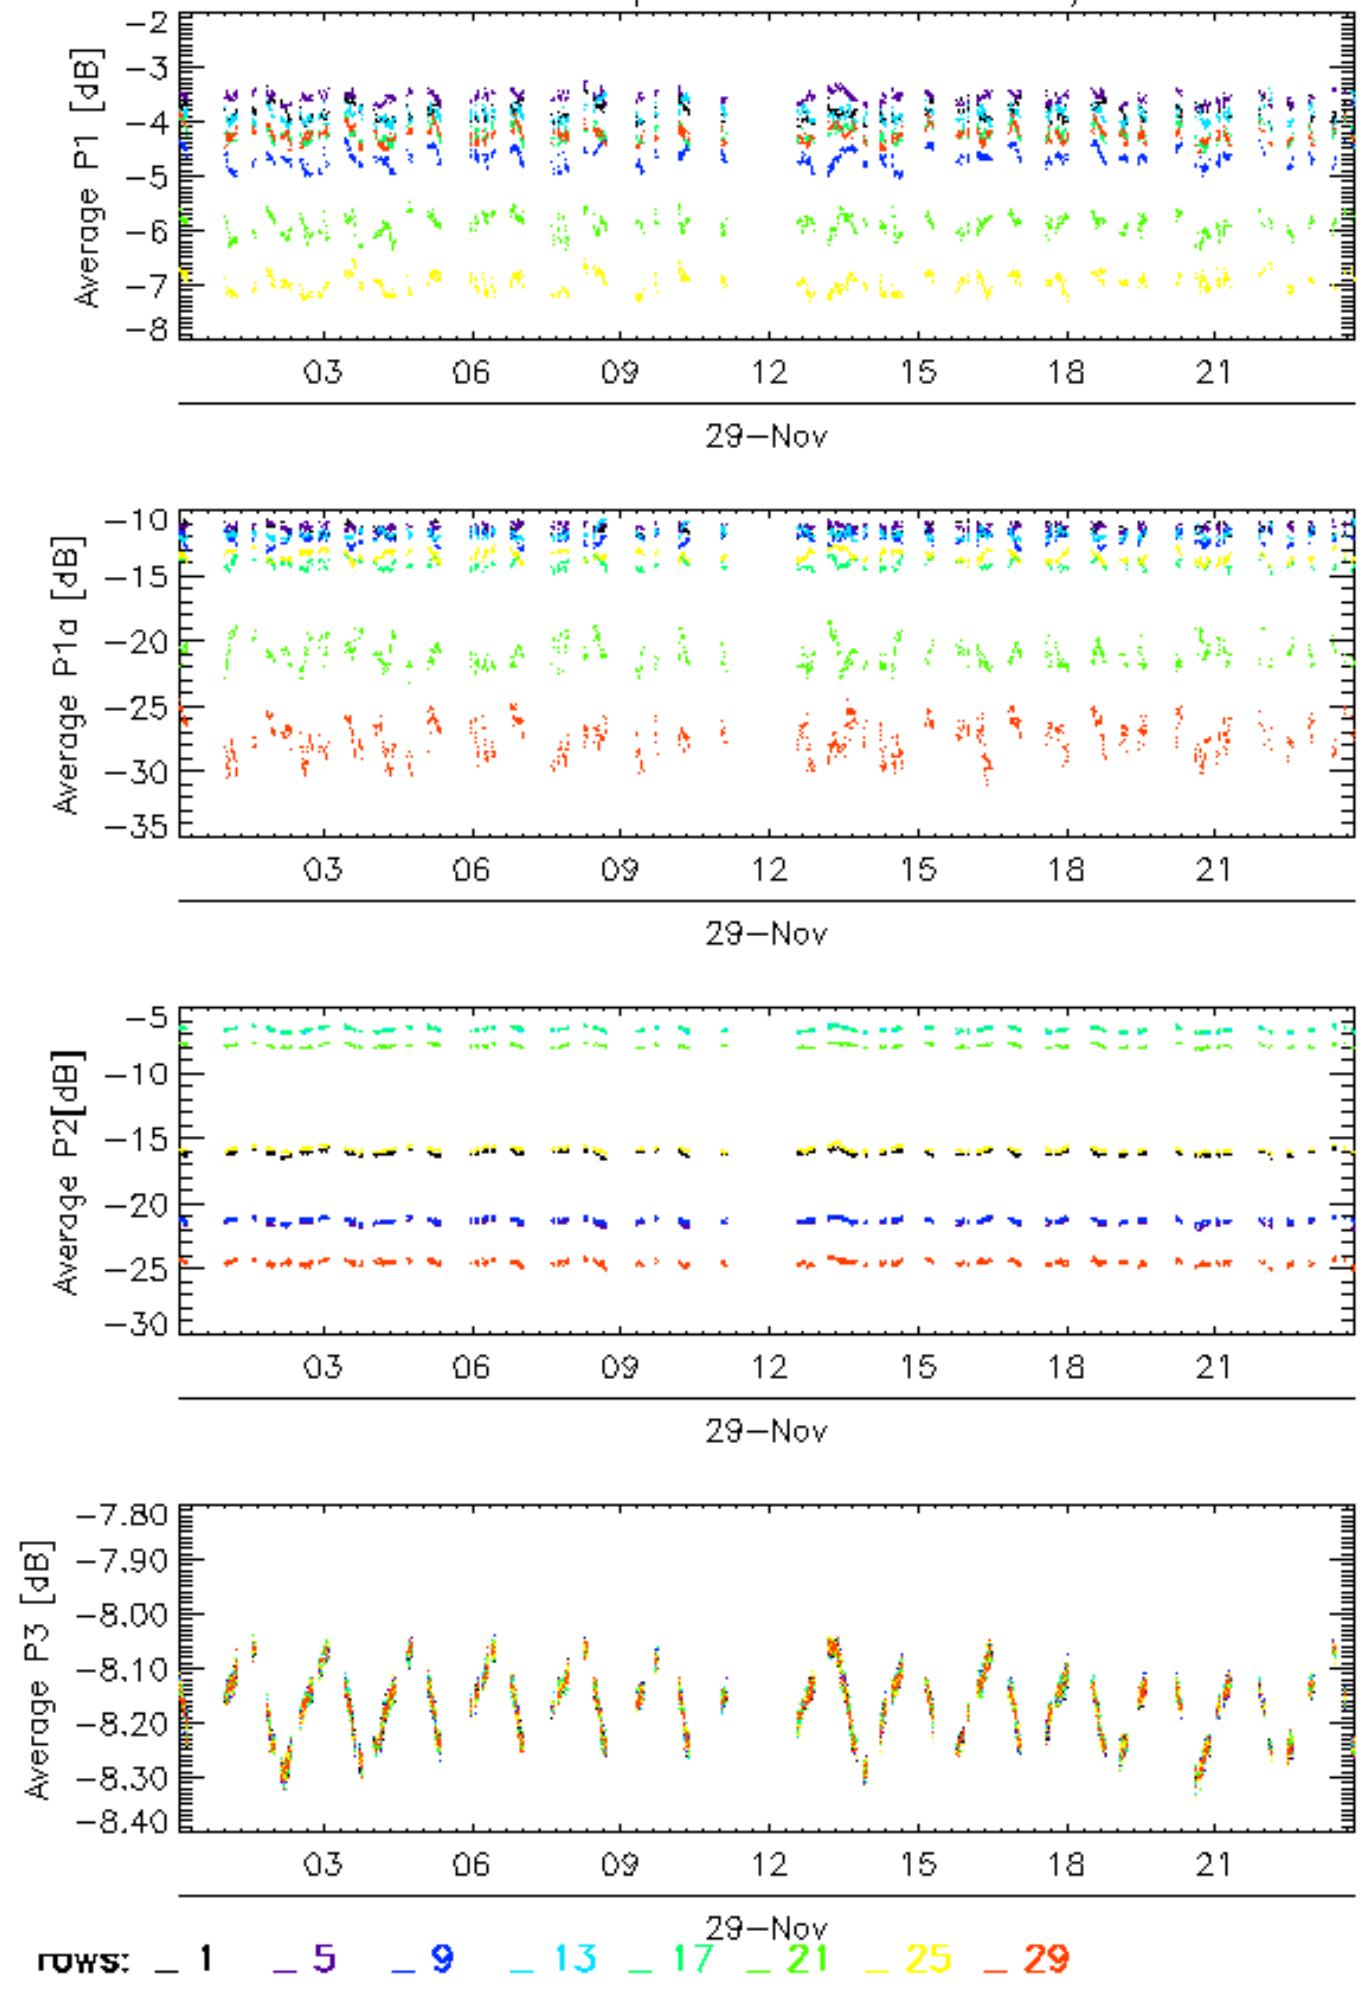 Average P1 [dB]
-2
-3
-4
-5
-6
-7
-8
03 06 09 12 15 18 21
29-Nov
Average P1a [dB]
-10
-15
-20
-25
-30
-35
03 06 09 12 15 18 21
29-Nov
Average P2[dB]
-5
-10
-15
-20
-25
-30
03 06 09 12 15 18 21
29-Nov
Average P3 [dB]
-7.80
-7.90
-8.00
-8.10
-8.20
-8.30
-8.40
03 06 09 12 15 18 21
29-Nov
rows: _ 1 _ 5 _ 9 _ 13 _ 17 _ 21 _ 25 _ 29